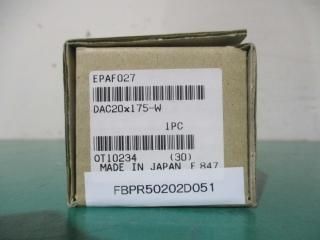 EPAF027
DAC20x175-W
1PC
OT10234 (30)
MADE IN JAPAN F 847
FBPR50202D051